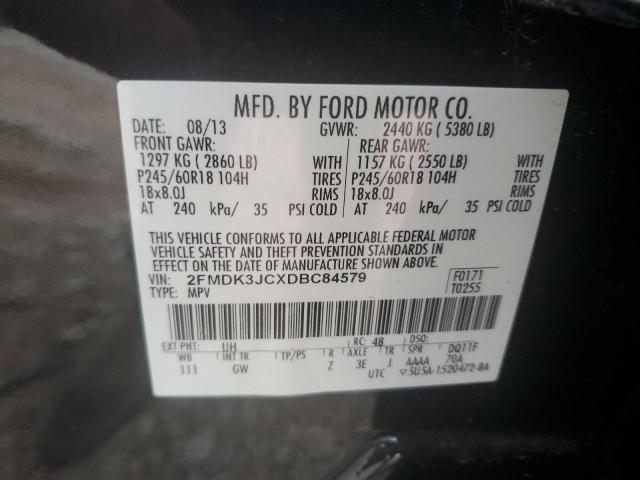 MFD. BY FORD MOTOR CO.
DATE: 08/13 GVWR: 2440 KG ( 5380 LB)
FRONT GAWR: REAR GAWR:
1297 KG ( 2860 LB) WITH 1157 KG ( 2550 LB) WITH
P245/60R18 104H TIRES P245/60R18 104H TIRES
18x8.0J RIMS 18x8.0J RIMS
AT 240 kPa/ 35 PSI COLD AT 240 kPa/ 35 PSI COLD
THIS VEHICLE CONFORMS TO ALL APPLICABLE FEDERAL MOTOR
VEHICLE SAFETY AND BUMPER STANDARDS IN
EFFECT ON THE DATE OF MANUFACTURE SHOWN ABOVE.
VIN: 2FMDK3JCXDBC84579 F0171
TYPE: MPV T0255
EXT PNT: UH RC: 48 DSO:
WB INT TR TP/PS R AXLE TR SPR DQ11F
111 GW Z 3E J AAAA 70A
UTC 5U5A-1520472-BA